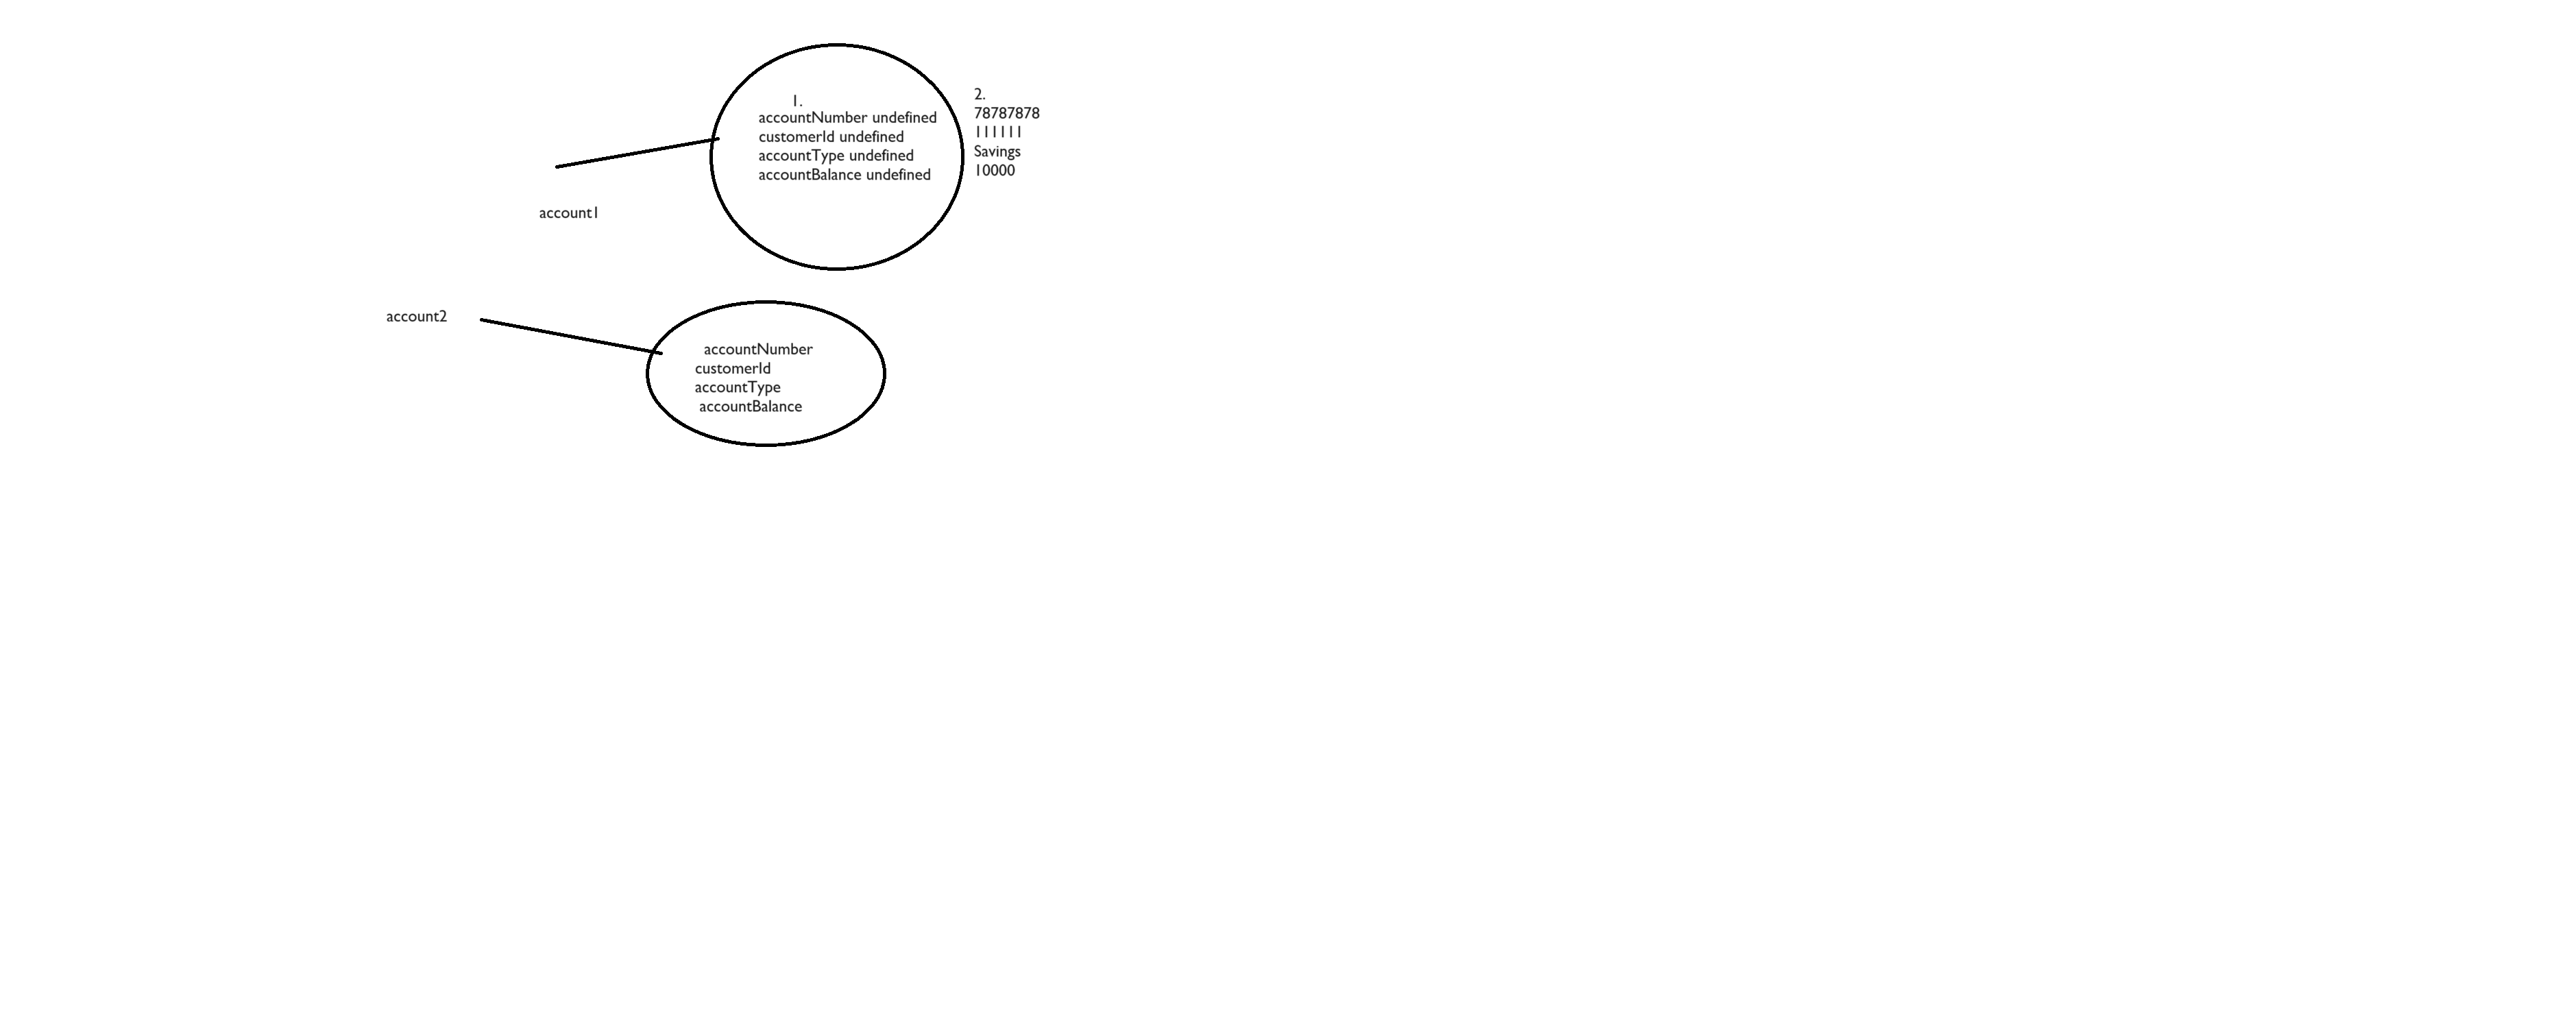 1.
accountNumber undefined
customerId undefined
accountType undefined
accountBalance undefined
2.
78787878
111111
Savings
10000
account1
account2
accountNumber
customerId
accountType
accountBalance